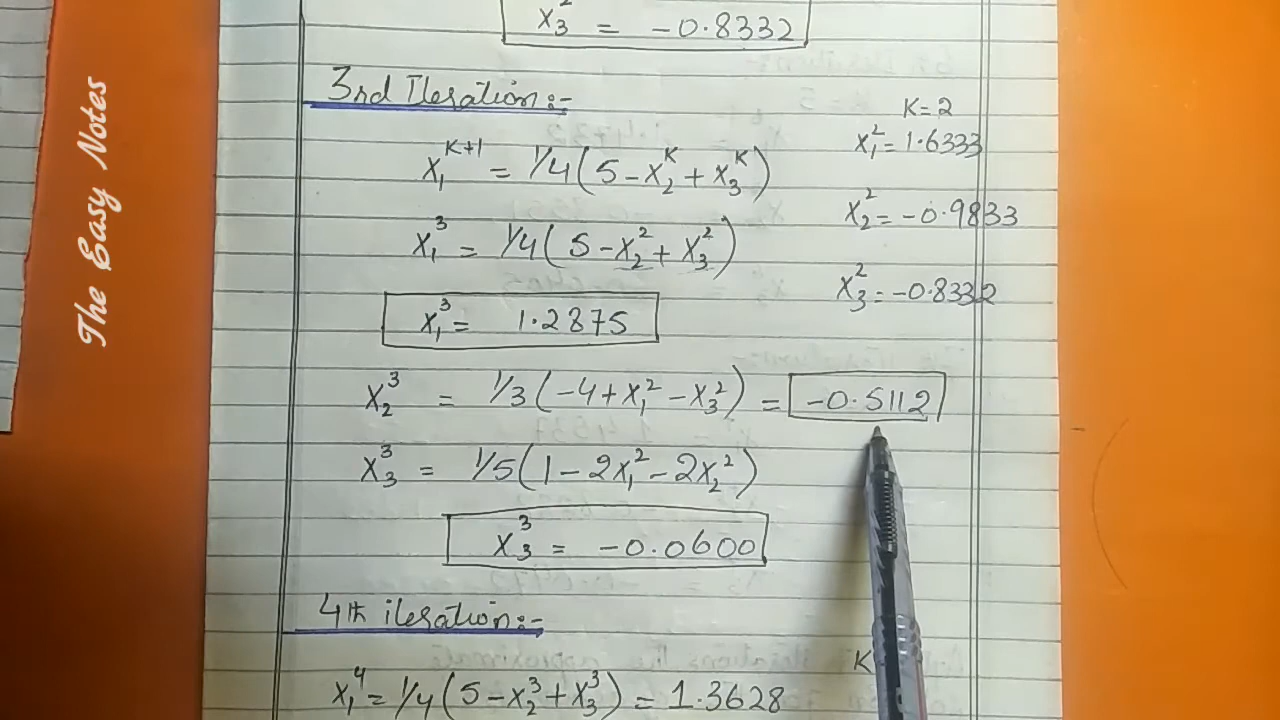 The Easy Notes
x₃² = -0.8332
3rd Iteration:-
K=2
x₁² = 1.6333
x₁ᴷ⁺¹ = 1/4(5-x₂ᴷ+x₃ᴷ)
x₂² = -0.9833
x₁³ = 1/4(5-x₂²+x₃²)
x₃² = -0.8332
x₁³ = 1.2875
x₂³ = 1/3(-4+x₁²-x₃²) = -0.5112
x₃³ = 1/5(1-2x₁²-2x₂²)
x₃³ = -0.0600
4th iteration:-
K
x₁⁴ = 1/4(5-x₂³+x₃³) = 1.3628